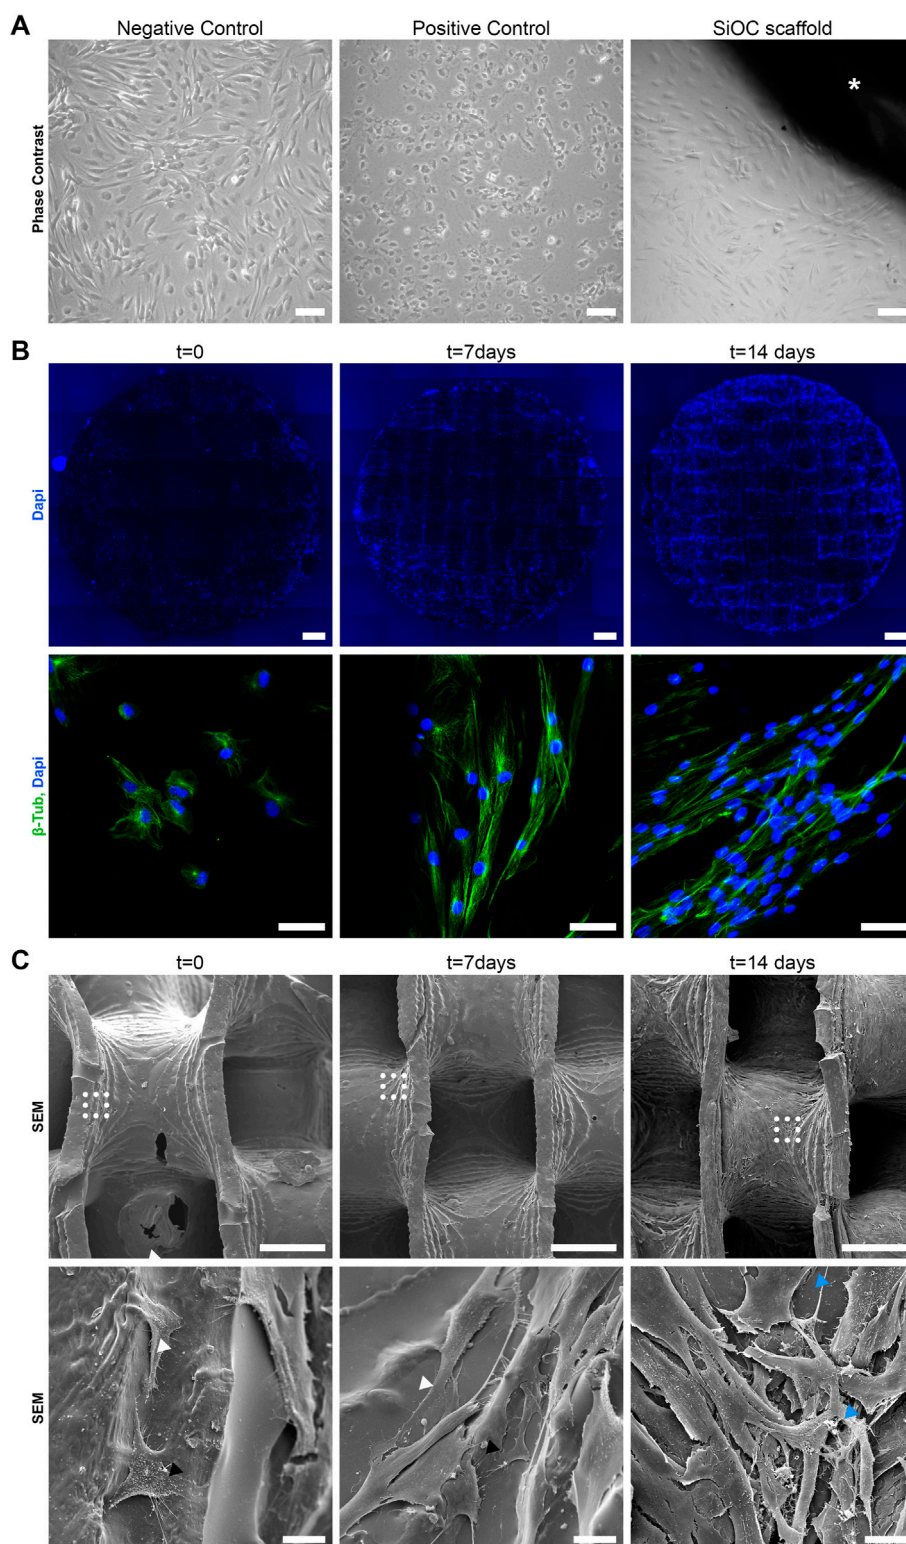 A
Negative Control
Positive Control
SiOC scaffold
Phase Contrast
*
B
t=0
t=7days
t=14 days
Dapi
β-Tub, Dapi
C
t=0
t=7days
t=14 days
SEM
SEM